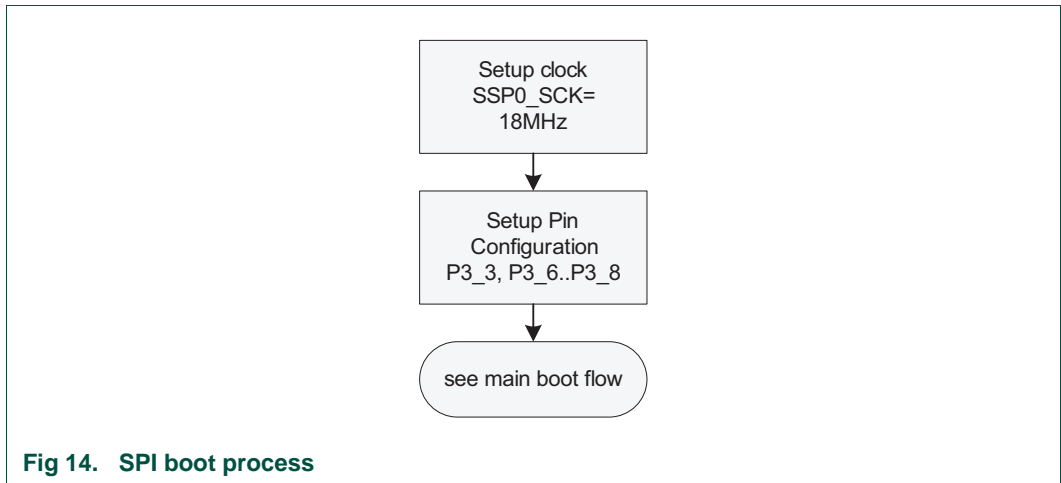 Setup clock
SSP0_SCK=
18MHz
Setup Pin
Configuration
P3_3, P3_6..P3_8
see main boot flow
Fig 14. SPI boot process